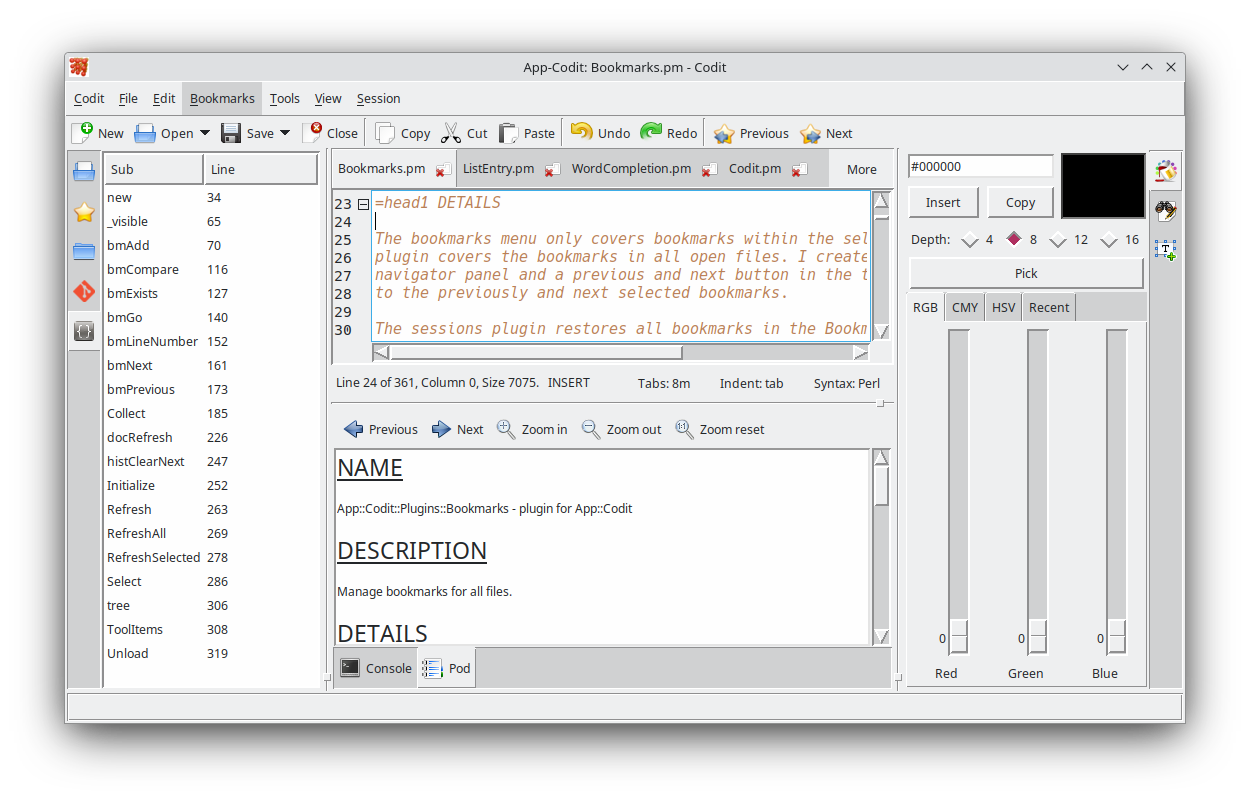 App-Codit: Bookmarks.pm - Codit
Codit File Edit Bookmarks Tools View Session
New Open Save Close Copy Cut Paste Undo Redo Previous Next
Sub Line
new 34
_visible 65
bmAdd 70
bmCompare 116
bmExists 127
bmGo 140
bmLineNumber 152
bmNext 161
bmPrevious 173
Collect 185
docRefresh 226
histClearNext 247
Initialize 252
Refresh 263
RefreshAll 269
RefreshSelected 278
Select 286
tree 306
ToolItems 308
Unload 319
Bookmarks.pm ListEntry.pm WordCompletion.pm Codit.pm More
23 =head1 DETAILS
24
25 The bookmarks menu only covers bookmarks within the sel
26 plugin covers the bookmarks in all open files. I create
27 navigator panel and a previous and next button in the t
28 to the previously and next selected bookmarks.
29
30 The sessions plugin restores all bookmarks in the Bookm
Line 24 of 361, Column 0, Size 7075. INSERT Tabs: 8m Indent: tab Syntax: Perl
Previous Next Zoom in Zoom out 1:1 Zoom reset
NAME
App::Codit::Plugins::Bookmarks - plugin for App::Codit
DESCRIPTION
Manage bookmarks for all files.
DETAILS
Console Pod
#000000
Insert Copy
Depth: 4 8 12 16
Pick
RGB CMY HSV Recent
0 0 0
Red Green Blue
{}
T